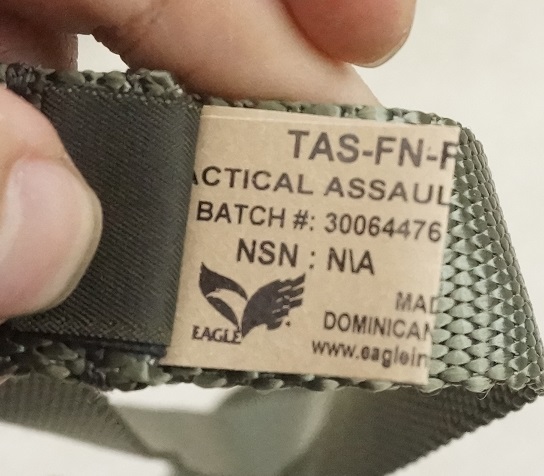 TAS-FN-F
ACTICAL ASSAUL
BATCH #: 30064476
NSN : N\A
EAGLE
MAD
DOMINICAN
www.eaglein